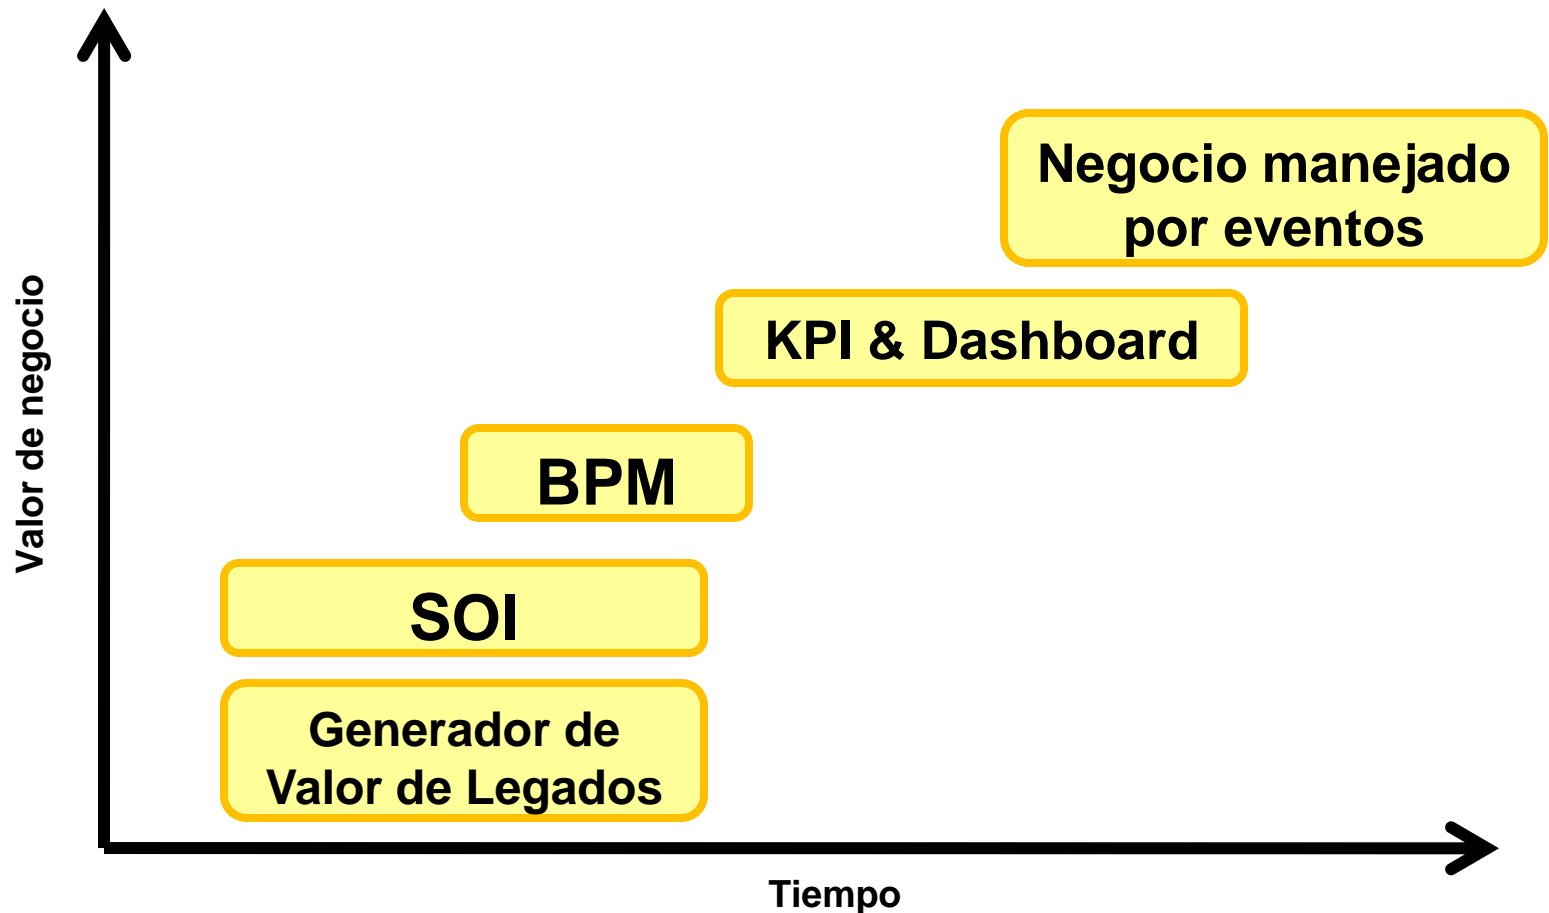 Negocio manejado
por eventos
KPI & Dashboard
BPM
SOI
Generador de
Valor de Legados
Valor de negocio
Tiempo